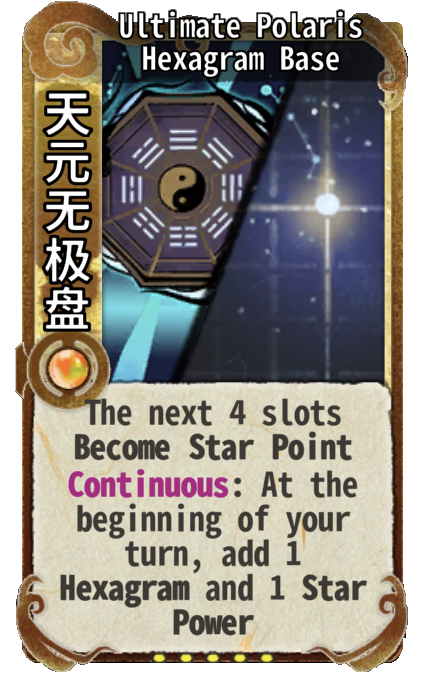 Ultimate Polaris
Hexagram Base
天元无极盘
The next 4 slots
Become Star Point
Continuous: At the
beginning of your
turn, add 1
Hexagram and 1 Star
Power